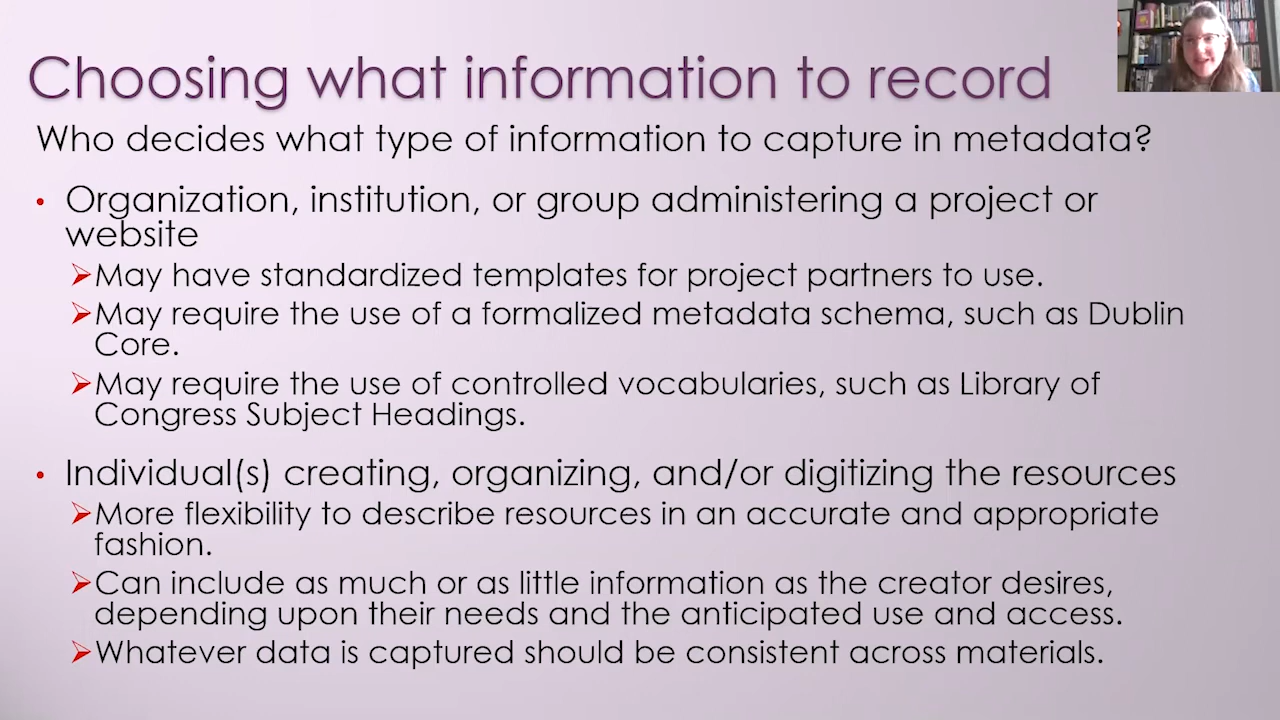 Choosing what information to record
Who decides what type of information to capture in metadata?
• Organization, institution, or group administering a project or
website
➢May have standardized templates for project partners to use.
➢May require the use of a formalized metadata schema, such as Dublin
Core.
➢May require the use of controlled vocabularies, such as Library of
Congress Subject Headings.
• Individual(s) creating, organizing, and/or digitizing the resources
➢More flexibility to describe resources in an accurate and appropriate
fashion.
➢Can include as much or as little information as the creator desires,
depending upon their needs and the anticipated use and access.
➢Whatever data is captured should be consistent across materials.